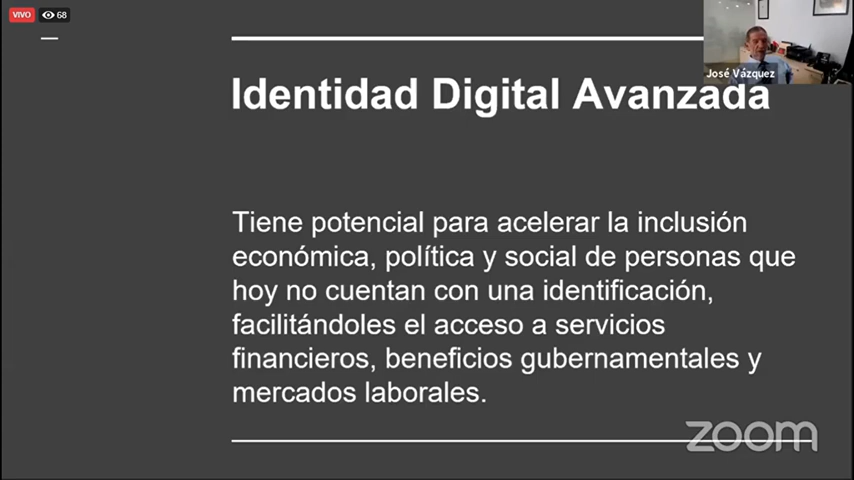 VIVO 68
José Vázquez
Identidad Digital Avanzada
Tiene potencial para acelerar la inclusión
económica, política y social de personas que
hoy no cuentan con una identificación,
facilitándoles el acceso a servicios
financieros, beneficios gubernamentales y
mercados laborales.
zoom